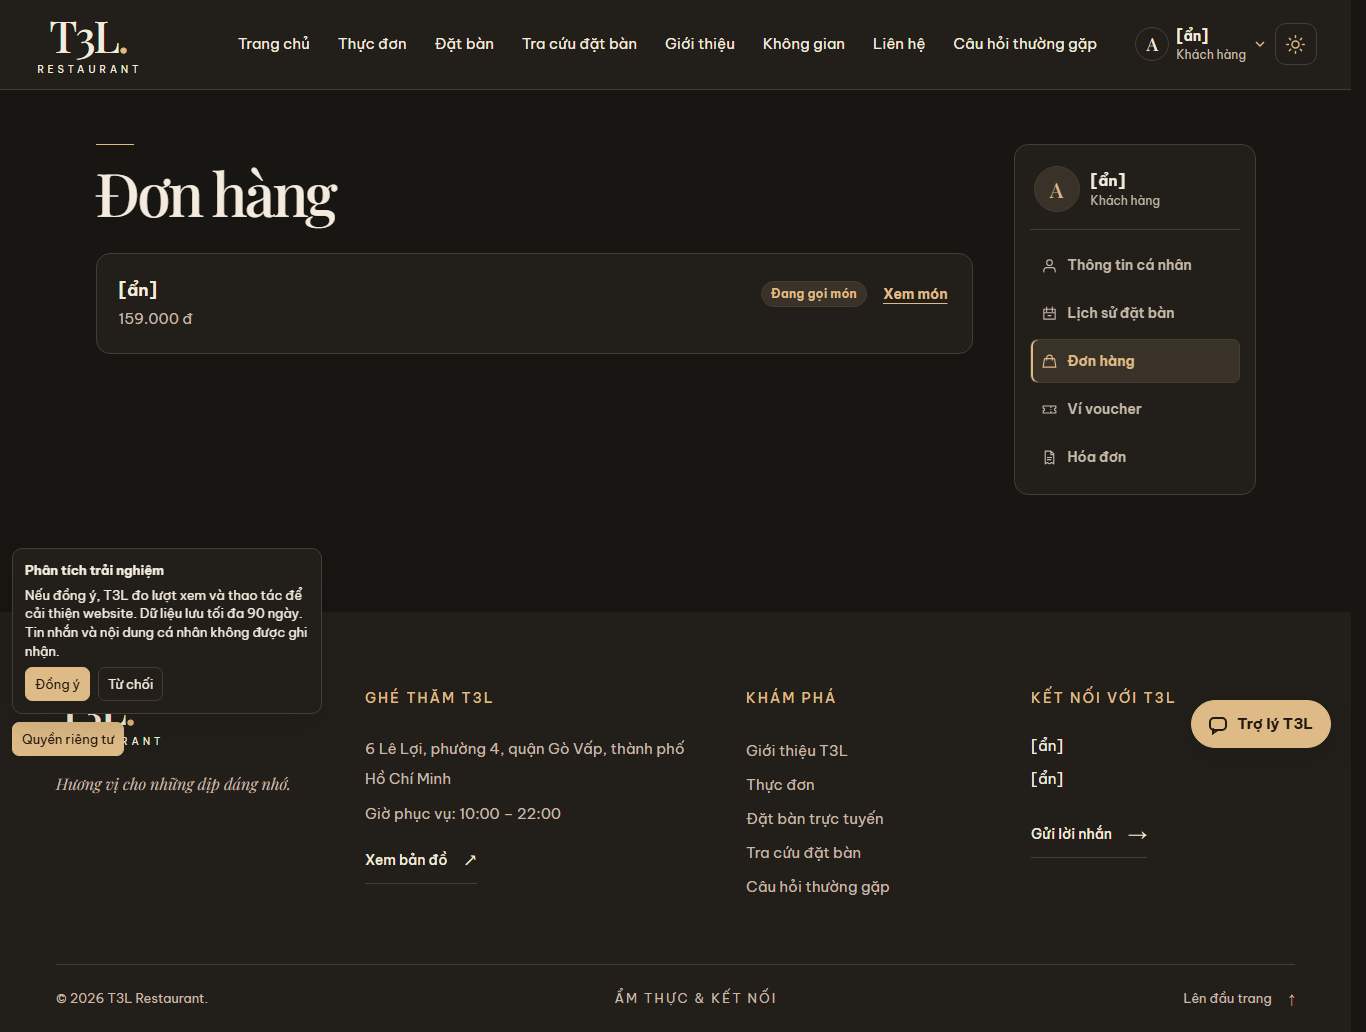 T3L.
RESTAURANT
Trang chủ
Thực đơn
Đặt bàn
Tra cứu đặt bàn
Giới thiệu
Không gian
Liên hệ
Câu hỏi thường gặp
A
[ẩn]
Khách hàng
Đơn hàng
[ẩn]
159.000 đ
Đang gọi món
Xem món
A
[ẩn]
Khách hàng
Thông tin cá nhân
Lịch sử đặt bàn
Đơn hàng
Ví voucher
Hóa đơn
Phân tích trải nghiệm
Nếu đồng ý, T3L đo lượt xem và thao tác để
cải thiện website. Dữ liệu lưu tối đa 90 ngày.
Tin nhắn và nội dung cá nhân không được ghi
nhận.
Đồng ý
Từ chối
Quyền riêng tư
Hương vị cho những dịp đáng nhớ.
GHÉ THĂM T3L
6 Lê Lợi, phường 4, quận Gò Vấp, thành phố
Hồ Chí Minh
Giờ phục vụ: 10:00 – 22:00
Xem bản đồ ↗
KHÁM PHÁ
Giới thiệu T3L
Thực đơn
Đặt bàn trực tuyến
Tra cứu đặt bàn
Câu hỏi thường gặp
KẾT NỐI VỚI T3L
[ẩn]
[ẩn]
Gửi lời nhắn →
Trợ lý T3L
© 2026 T3L Restaurant.
ẨM THỰC & KẾT NỐI
Lên đầu trang ↑